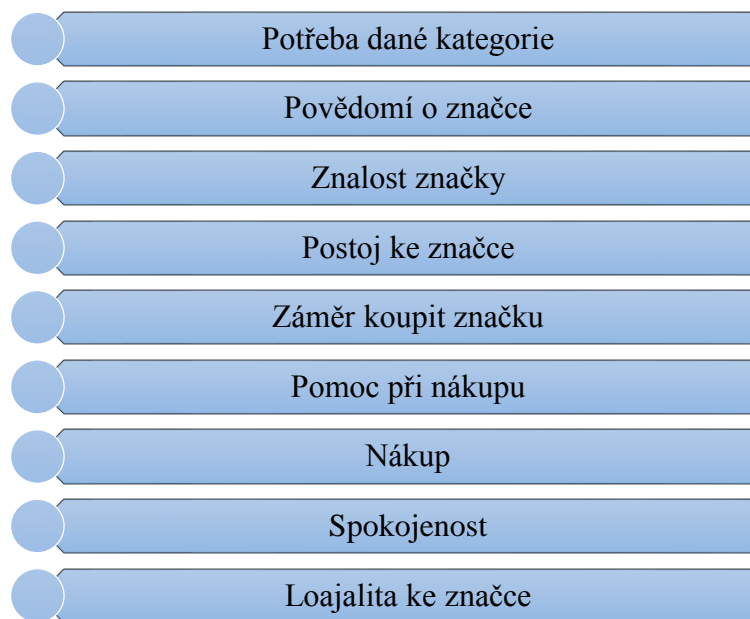 Potřeba dané kategorie
Povědomí o značce
Znalost značky
Postoj ke značce
Záměr koupit značku
Pomoc při nákupu
Nákup
Spokojenost
Loajalita ke značce